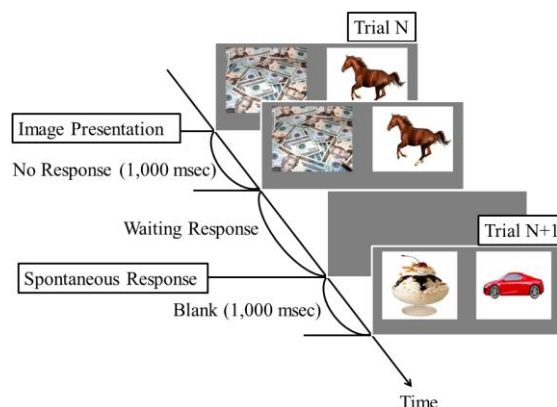 Trial N
Image Presentation
No Response (1,000 msec)
Waiting Response
Trial N+1
Spontaneous Response
Blank (1,000 msec)
Time